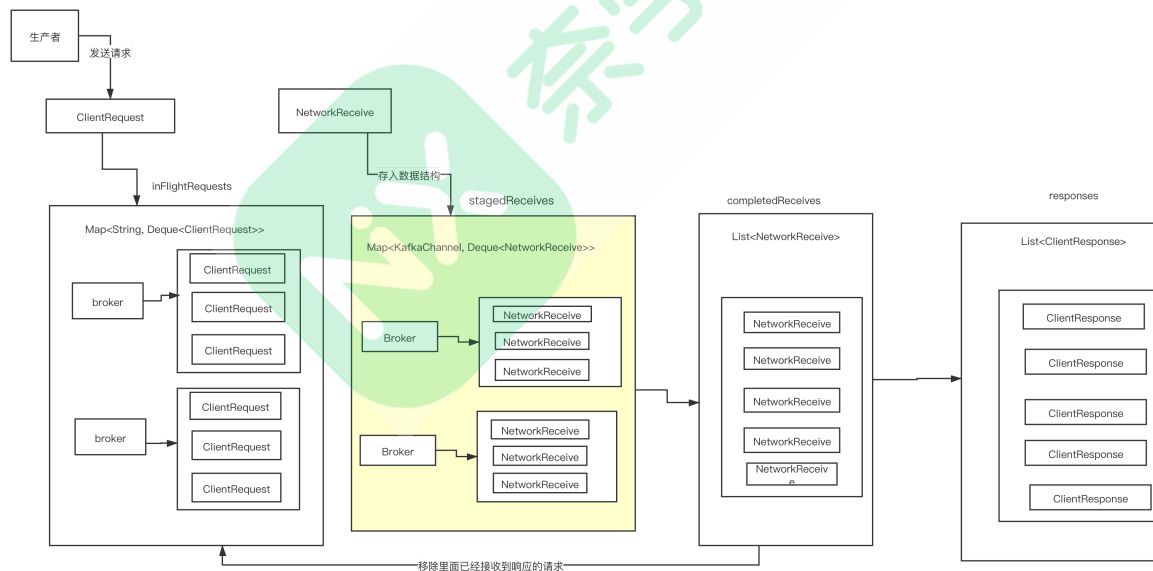 生产者
发送请求
ClientRequest
NetworkReceive
存入数据结构
inFlightRequests
Map<String, Deque<ClientRequest>>
broker
ClientRequest
ClientRequest
ClientRequest
broker
ClientRequest
ClientRequest
ClientRequest
stagedReceives
Map<KafkaChannel, Deque<NetworkReceive>>
Broker
NetworkReceive
NetworkReceive
NetworkReceive
Broker
NetworkReceive
NetworkReceive
NetworkReceive
completedReceives
List<NetworkReceive>
NetworkReceive
NetworkReceive
NetworkReceive
NetworkReceive
NetworkReceiv
e
responses
List<ClientResponse>
ClientResponse
ClientResponse
ClientResponse
ClientResponse
ClientResponse
移除里面已经接收到响应的请求
NX
奈